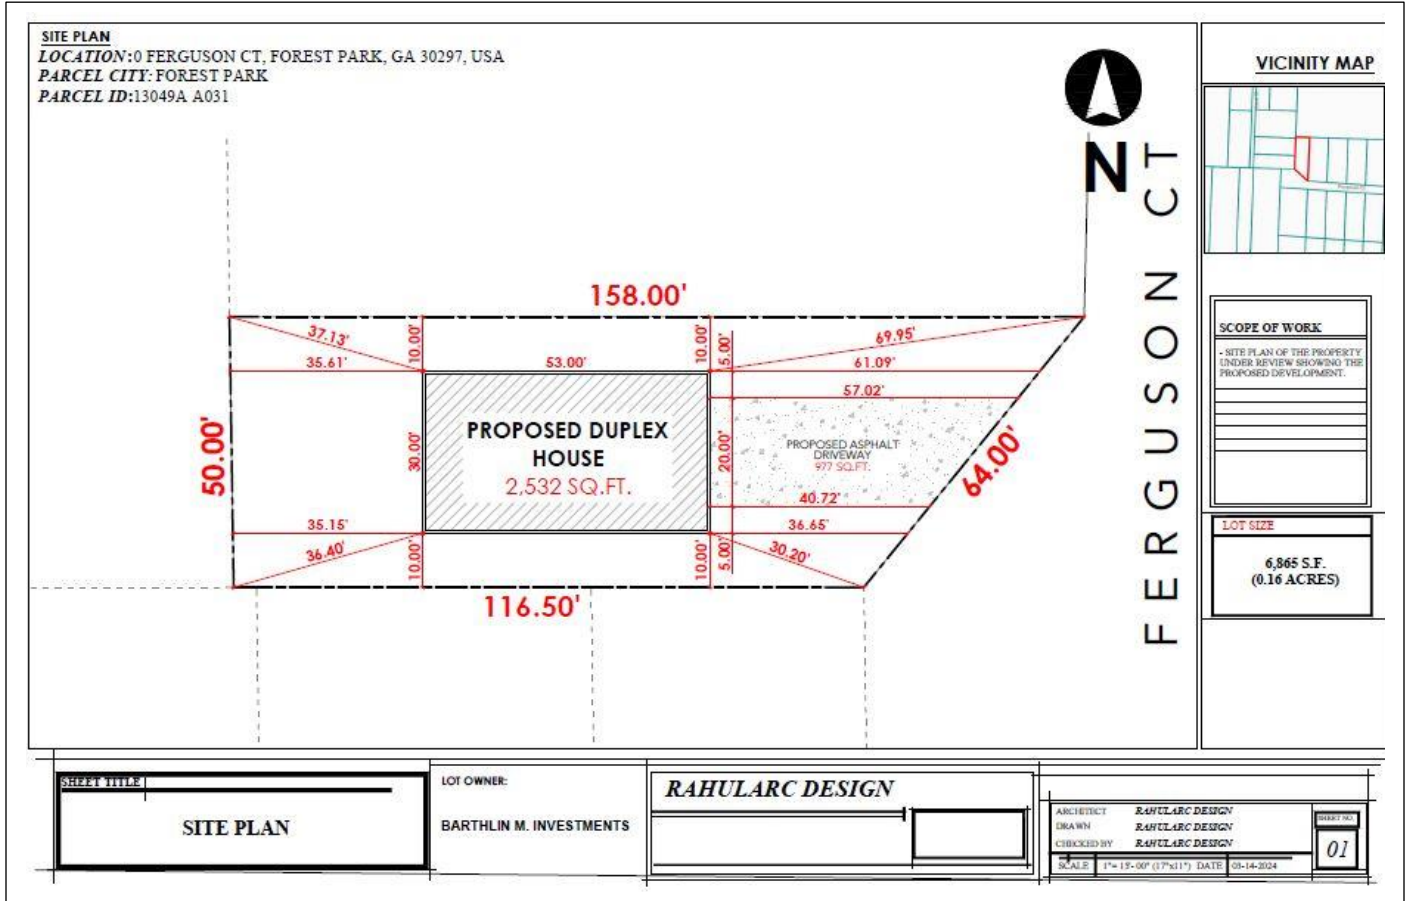 SITE PLAN
LOCATION:0 FERGUSON CT, FOREST PARK, GA 30297, USA
PARCEL CITY: FOREST PARK
PARCEL ID:13049A A031
N
FERGUSON CT
158.00'
37.13'
10.00'
10.00'
5.00'
69.95'
35.61'
53.00'
61.09'
57.02'
50.00'
30.00'
PROPOSED DUPLEX
HOUSE
2,532 SQ.FT.
20.00'
PROPOSED ASPHALT
DRIVEWAY
977 SQ.FT.
64.00'
40.72'
35.15'
36.65'
36.40'
10.00'
10.00'
5.00'
30.20'
116.50'
VICINITY MAP
SCOPE OF WORK
- SITE PLAN OF THE PROPERTY
UNDER REVIEW SHOWING THE
PROPOSED DEVELOPMENT.
LOT SIZE
6,865 S.F.
(0.16 ACRES)
SHEET TITLE
SITE PLAN
LOT OWNER:
BARTHLIN M. INVESTMENTS
RAHULARC DESIGN
ARCHITECT RAHULARC DESIGN
DRAWN RAHULARC DESIGN
CHECKED BY RAHULARC DESIGN
SCALE 1"= 15'- 00" (17"x11") DATE 03-14-2024
SHEET NO.
01